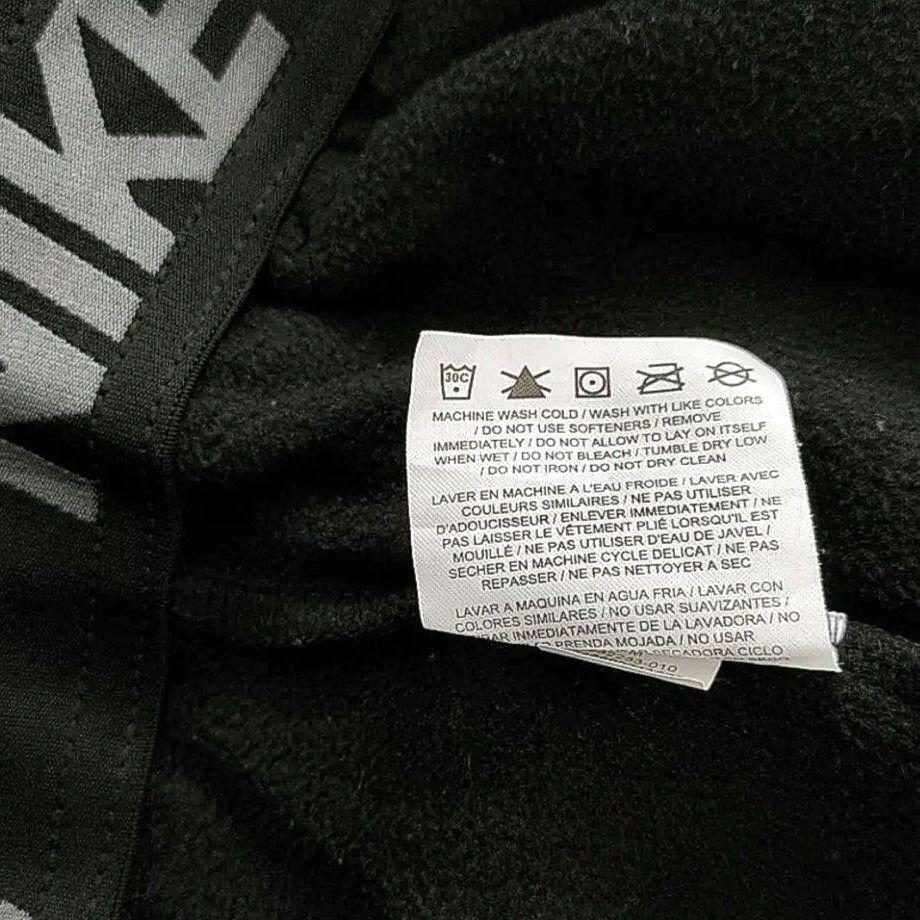 NIKE
30C
MACHINE WASH COLD / WASH WITH LIKE COLORS
/ DO NOT USE SOFTENERS / REMOVE
IMMEDIATELY / DO NOT ALLOW TO LAY ON ITSELF
WHEN WET / DO NOT BLEACH / TUMBLE DRY LOW
/ DO NOT IRON / DO NOT DRY CLEAN
LAVER EN MACHINE A L'EAU FROIDE / LAVER AVEC
COULEURS SIMILAIRES / NE PAS UTILISER
D'ADOUCISSEUR / ENLEVER IMMEDIATEMENT / NE
PAS LAISSER LE VÊTEMENT PLIÉ LORSQU'IL EST
MOUILLÉ / NE PAS UTILISER D'EAU DE JAVEL /
SECHER EN MACHINE CYCLE DELICAT / NE PAS
REPASSER / NE PAS NETTOYER A SEC
LAVAR A MAQUINA EN AGUA FRIA / LAVAR CON
COLORES SIMILARES / NO USAR SUAVIZANTES /
INMEDIATAMENTE DE LA LAVADORA / NO
PRENDA MOJADA / NO USAR
SECADORA CICLO